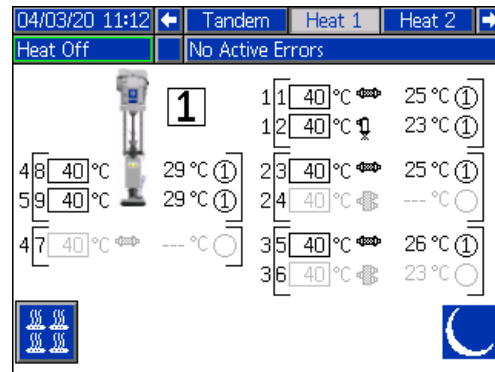 04/03/20 11:12 Tandem Heat 1 Heat 2
Heat Off No Active Errors
1
1 1 40 °C 25 °C 1
1 2 40 °C 23 °C 1
4 8 40 °C 29 °C 1
2 3 40 °C 25 °C 1
5 9 40 °C 29 °C 1
2 4 40 °C --- °C
4 7 40 °C --- °C
3 5 40 °C 26 °C 1
3 6 40 °C 23 °C